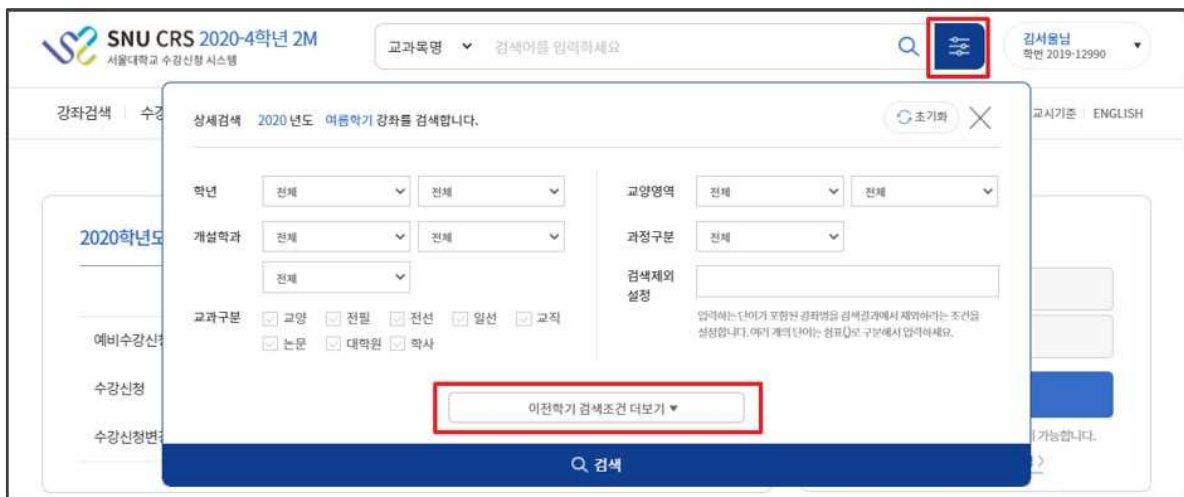 SNU CRS 2020-4학년 2M
서울대학교 수강신청 시스템
교과목명
검색어를 입력하세요
김서울님
학번 2019-12990
강좌검색
교시기준 ENGLISH
상세검색 2020 년도 여름학기 강좌를 검색합니다.
초기화
학년 전체 전체
교양영역 전체 전체
2020학년도
개설학과 전체 전체
과정구분 전체
전체
검색제외
설정
교과구분 교양 전필 전선 일선 교직
논문 대학원 학사
입력하는 단어가 포함된 강좌명을 검색결과에서 제외하라는 조건을
설정합니다. 여러 개의 단어는 쉼표(,)로 구분해서 입력하세요.
예비수강신청
수강신청
이전학기 검색조건 더보기 ▼
수강신청변경
가능합니다.
검색